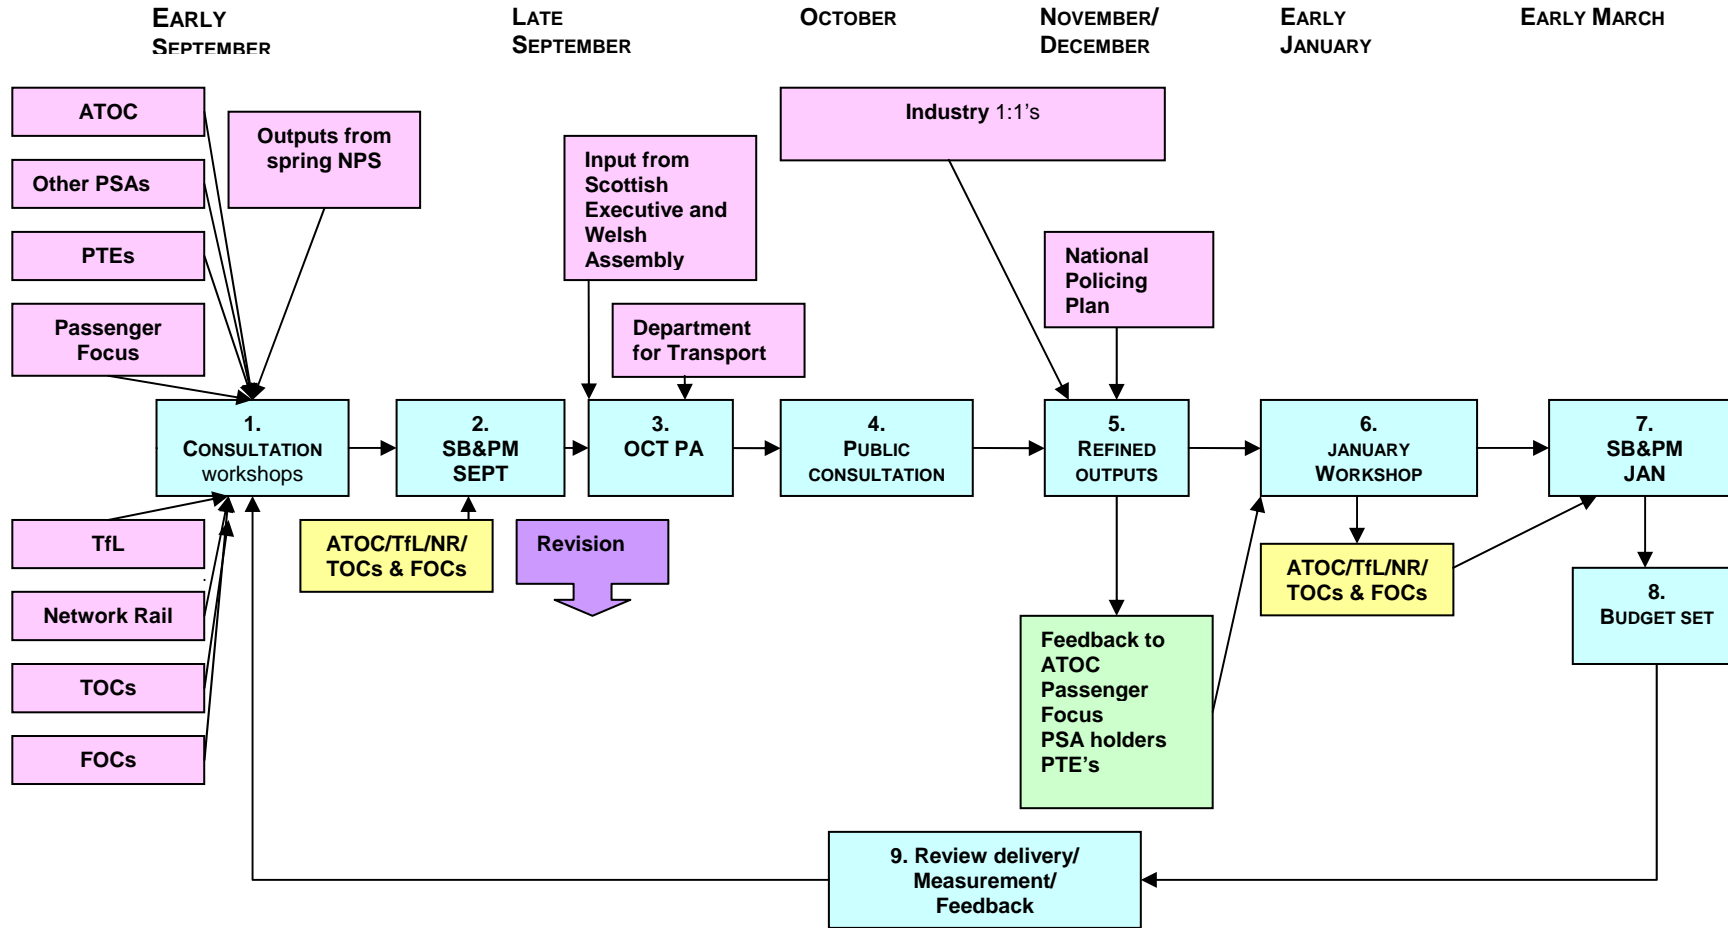 EARLY
SEPTEMBER
LATE
SEPTEMBER
OCTOBER
NOVEMBER/
DECEMBER
EARLY
JANUARY
EARLY MARCH
ATOC
Other PSAs
PTEs
Passenger
Focus
Outputs from
spring NPS
Input from
Scottish
Executive and
Welsh
Assembly
Department
for Transport
Industry 1:1's
National
Policing
Plan
1.
CONSULTATION
workshops
2.
SB&PM
SEPT
3.
OCT PA
4.
PUBLIC
CONSULTATION
5.
REFINED
OUTPUTS
6.
JANUARY
WORKSHOP
7.
SB&PM
JAN
TfL
Network Rail
TOCs
FOCs
ATOC/TfL/NR/
TOCs & FOCs
Revision
Feedback to
ATOC
Passenger
Focus
PSA holders
PTE's
ATOC/TfL/NR/
TOCs & FOCs
8.
BUDGET SET
9. Review delivery/
Measurement/
Feedback